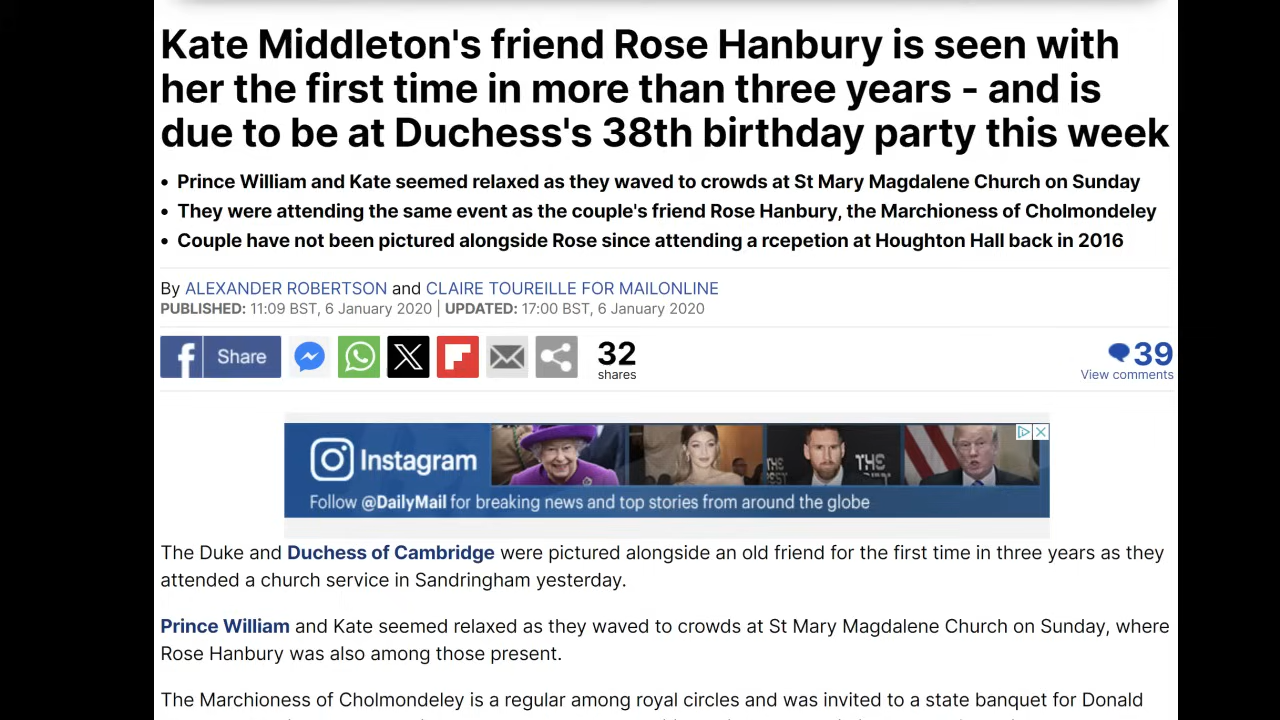 Kate Middleton's friend Rose Hanbury is seen with
her the first time in more than three years - and is
due to be at Duchess's 38th birthday party this week
• Prince William and Kate seemed relaxed as they waved to crowds at St Mary Magdalene Church on Sunday
• They were attending the same event as the couple's friend Rose Hanbury, the Marchioness of Cholmondeley
• Couple have not been pictured alongside Rose since attending a rcepetion at Houghton Hall back in 2016
By ALEXANDER ROBERTSON and CLAIRE TOUREILLE FOR MAILONLINE
PUBLISHED: 11:09 BST, 6 January 2020 | UPDATED: 17:00 BST, 6 January 2020
Share
32
shares
39
View comments
Instagram
Follow @DailyMail for breaking news and top stories from around the globe
The Duke and Duchess of Cambridge were pictured alongside an old friend for the first time in three years as they
attended a church service in Sandringham yesterday.
Prince William and Kate seemed relaxed as they waved to crowds at St Mary Magdalene Church on Sunday, where
Rose Hanbury was also among those present.
The Marchioness of Cholmondeley is a regular among royal circles and was invited to a state banquet for Donald